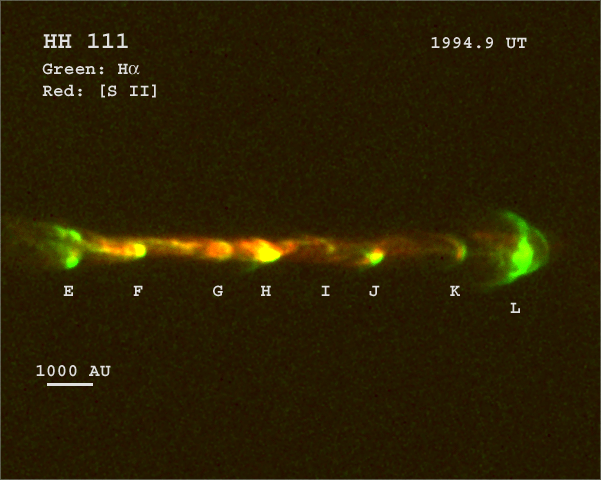 HH 111
1994.9 UT
Green: Hα
Red: [S II]
E F G H I J K
L
1000 AU